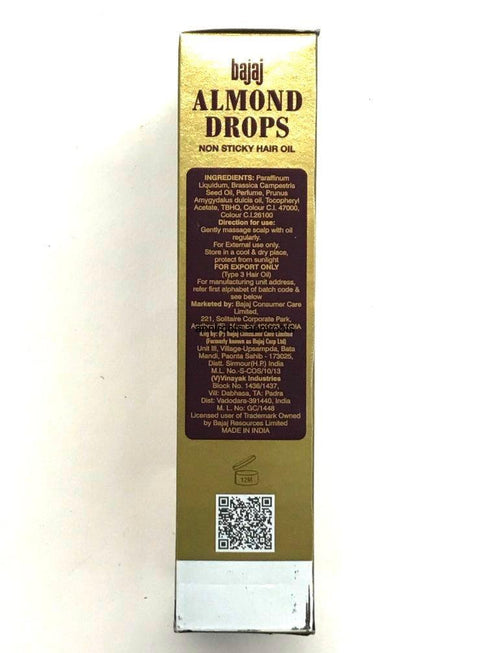 bajaj
ALMOND
DROPS
NON STICKY HAIR OIL
INGREDIENTS: Paraffinum
Liquidum, Brassica Campestris
Seed Oil, Perfume, Prunus
Amygdalus dulcis oil, Tocopheryl
Acetate, TBHQ, Colour C.I. 47000,
Colour C.I.26100
Direction for use:
Gently massage scalp with oil
regularly.
For External use only.
Store in a cool & dry place,
protect from sunlight
FOR EXPORT ONLY
(Type 3 Hair Oil)
For manufacturing unit address,
refer first alphabet of batch code &
see below
Marketed by: Bajaj Consumer Care
Limited,
221, Solitaire Corporate Park,
Bajaj Consumer Care Limited
(Formerly known as Bajaj Corp Ltd)
Unit III, Village-Upsampda, Bata
Mandi, Paonta Sahib - 173025,
Distt. Sirmour(H.P.) India
M.L. No.-S-COS/10/13
(V)Vinayak Industries
Block No. 1436/1437,
Vill: Dabhasa, TA: Padra
Dist: Vadodara-391440, India
M. L. No: GC/1448
Licensed user of Trademark Owned
by Bajaj Resources Limited
MADE IN INDIA
12M